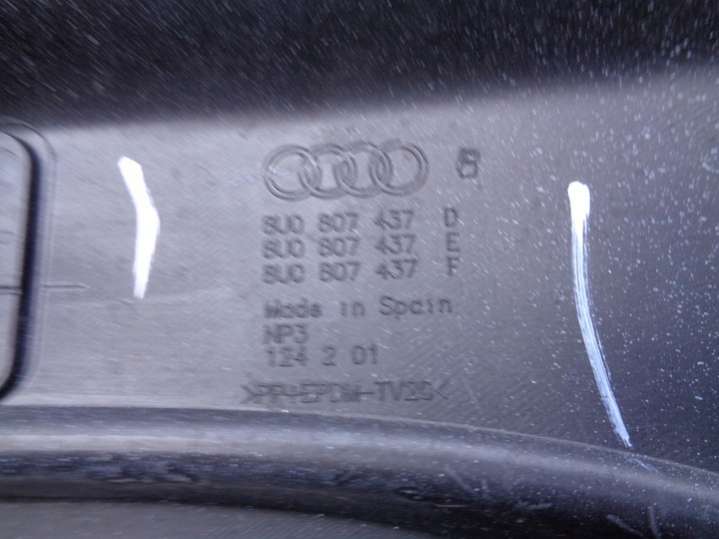 B
8U0 807 437 D
8U0 807 437 E
8U0 807 437 F
Made in Spain
NP3
124 2 01
>PP+EPDM-TV20<